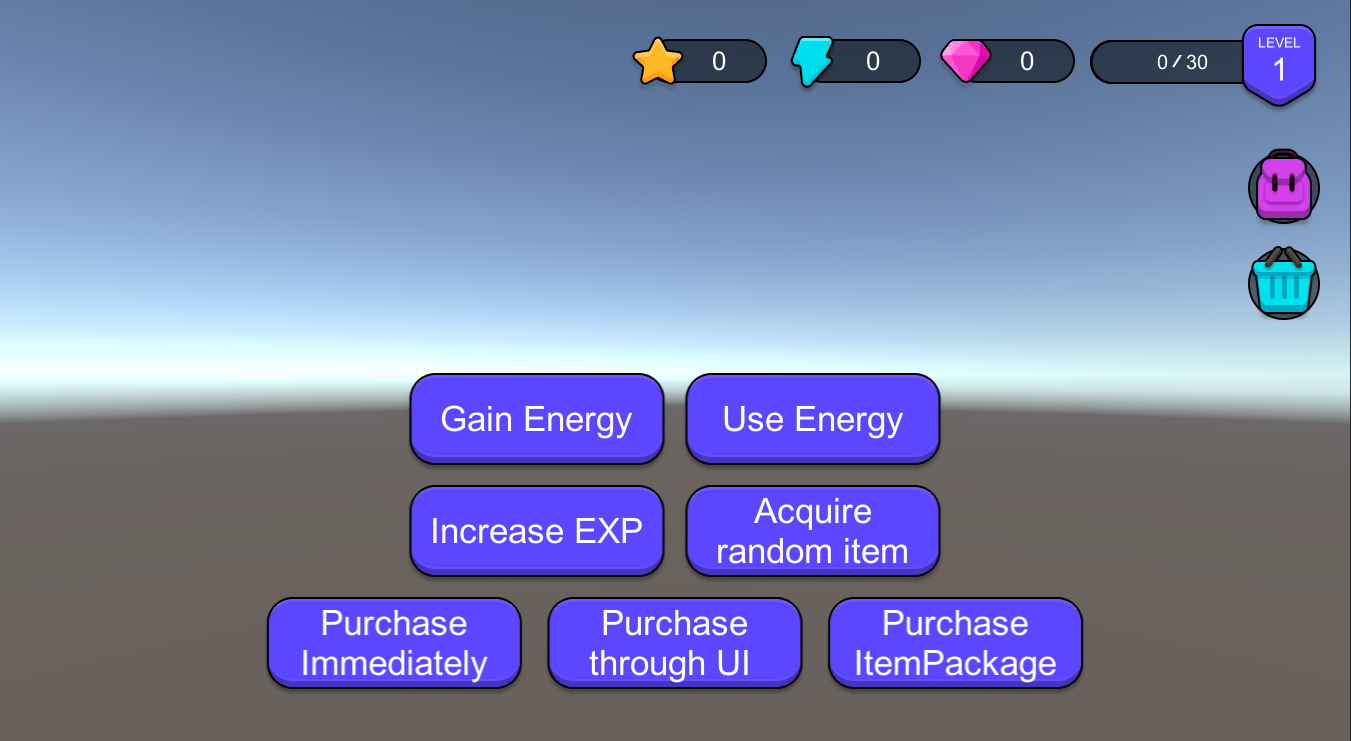 LEVEL
0 0 0 0 / 30 1
Gain Energy Use Energy
Increase EXP
Acquire
random item
Purchase
Immediately
Purchase
through UI
Purchase
ItemPackage